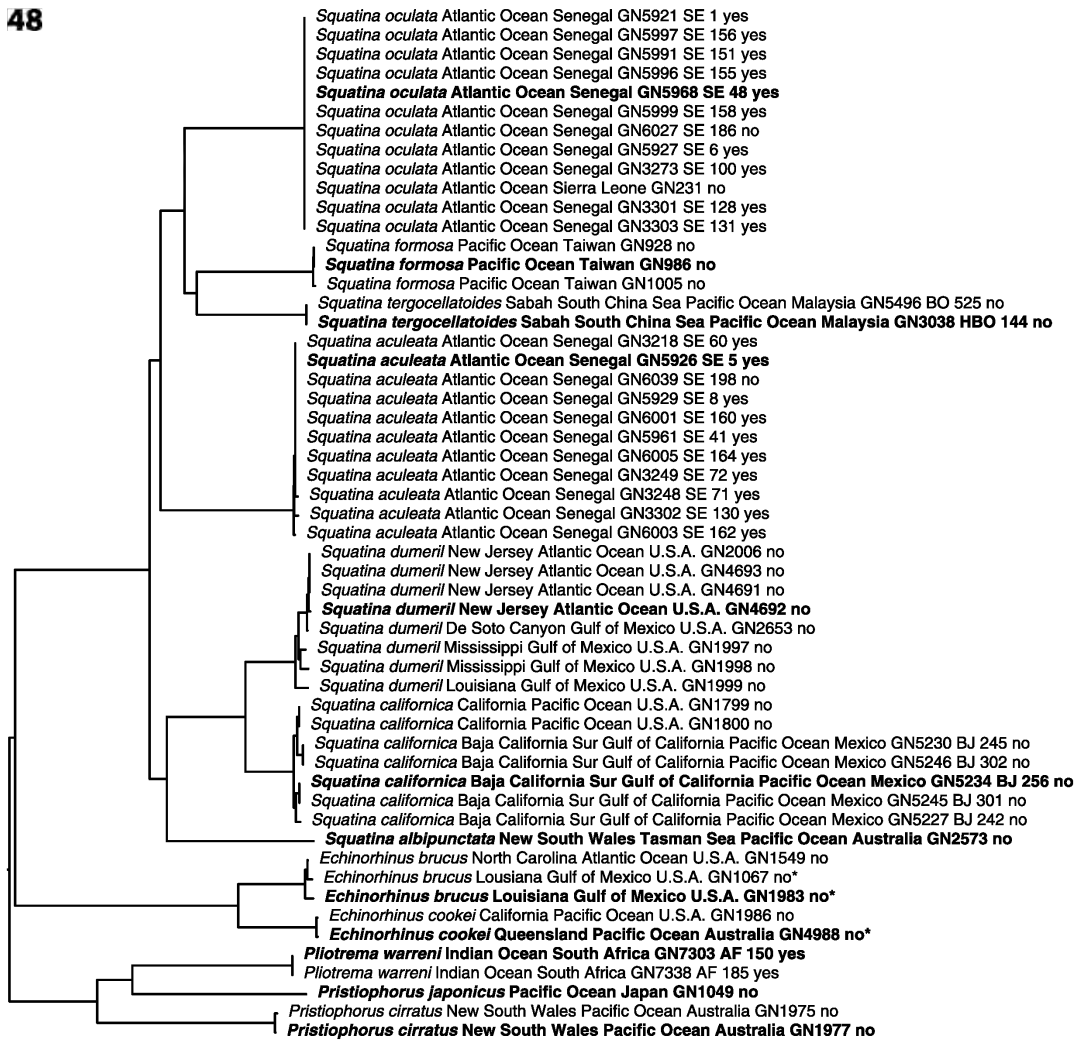 48
Squatina oculata Atlantic Ocean Senegal GN5921 SE 1 yes
Squatina oculata Atlantic Ocean Senegal GN5997 SE 156 yes
Squatina oculata Atlantic Ocean Senegal GN5991 SE 151 yes
Squatina oculata Atlantic Ocean Senegal GN5996 SE 155 yes
Squatina oculata Atlantic Ocean Senegal GN5968 SE 48 yes
Squatina oculata Atlantic Ocean Senegal GN5999 SE 158 yes
Squatina oculata Atlantic Ocean Senegal GN6027 SE 186 no
Squatina oculata Atlantic Ocean Senegal GN5927 SE 6 yes
Squatina oculata Atlantic Ocean Senegal GN3273 SE 100 yes
Squatina oculata Atlantic Ocean Sierra Leone GN231 no
Squatina oculata Atlantic Ocean Senegal GN3301 SE 128 yes
Squatina oculata Atlantic Ocean Senegal GN3303 SE 131 yes
Squatina formosa Pacific Ocean Taiwan GN928 no
Squatina formosa Pacific Ocean Taiwan GN986 no
Squatina formosa Pacific Ocean Taiwan GN1005 no
Squatina tergocellatoides Sabah South China Sea Pacific Ocean Malaysia GN5496 BO 525 no
Squatina tergocellatoides Sabah South China Sea Pacific Ocean Malaysia GN3038 HBO 144 no
Squatina aculeata Atlantic Ocean Senegal GN3218 SE 60 yes
Squatina aculeata Atlantic Ocean Senegal GN5926 SE 5 yes
Squatina aculeata Atlantic Ocean Senegal GN6039 SE 198 no
Squatina aculeata Atlantic Ocean Senegal GN5929 SE 8 yes
Squatina aculeata Atlantic Ocean Senegal GN6001 SE 160 yes
Squatina aculeata Atlantic Ocean Senegal GN5961 SE 41 yes
Squatina aculeata Atlantic Ocean Senegal GN6005 SE 164 yes
Squatina aculeata Atlantic Ocean Senegal GN3249 SE 72 yes
Squatina aculeata Atlantic Ocean Senegal GN3248 SE 71 yes
Squatina aculeata Atlantic Ocean Senegal GN3302 SE 130 yes
Squatina aculeata Atlantic Ocean Senegal GN6003 SE 162 yes
Squatina dumeril New Jersey Atlantic Ocean U.S.A. GN2006 no
Squatina dumeril New Jersey Atlantic Ocean U.S.A. GN4693 no
Squatina dumeril New Jersey Atlantic Ocean U.S.A. GN4691 no
Squatina dumeril New Jersey Atlantic Ocean U.S.A. GN4692 no
Squatina dumeril De Soto Canyon Gulf of Mexico U.S.A. GN2653 no
Squatina dumeril Mississippi Gulf of Mexico U.S.A. GN1997 no
Squatina dumeril Mississippi Gulf of Mexico U.S.A. GN1998 no
Squatina dumeril Louisiana Gulf of Mexico U.S.A. GN1999 no
Squatina californica California Pacific Ocean U.S.A. GN1799 no
Squatina californica California Pacific Ocean U.S.A. GN1800 no
Squatina californica Baja California Sur Gulf of California Pacific Ocean Mexico GN5230 BJ 245 no
Squatina californica Baja California Sur Gulf of California Pacific Ocean Mexico GN5246 BJ 302 no
Squatina californica Baja California Sur Gulf of California Pacific Ocean Mexico GN5234 BJ 256 no
Squatina californica Baja California Sur Gulf of California Pacific Ocean Mexico GN5245 BJ 301 no
Squatina californica Baja California Sur Gulf of California Pacific Ocean Mexico GN5227 BJ 242 no
Squatina albipunctata New South Wales Tasman Sea Pacific Ocean Australia GN2573 no
Echinorhinus brucus North Carolina Atlantic Ocean U.S.A. GN1549 no
Echinorhinus brucus Lousiana Gulf of Mexico U.S.A. GN1067 no*
Echinorhinus brucus Louisiana Gulf of Mexico U.S.A. GN1983 no*
Echinorhinus cookei California Pacific Ocean U.S.A. GN1986 no
Echinorhinus cookei Queensland Pacific Ocean Australia GN4988 no*
Pliotrema warreni Indian Ocean South Africa GN7303 AF 150 yes
Pliotrema warreni Indian Ocean South Africa GN7338 AF 185 yes
Pristiophorus japonicus Pacific Ocean Japan GN1049 no
Pristiophorus cirratus New South Wales Pacific Ocean Australia GN1975 no
Pristiophorus cirratus New South Wales Pacific Ocean Australia GN1977 no